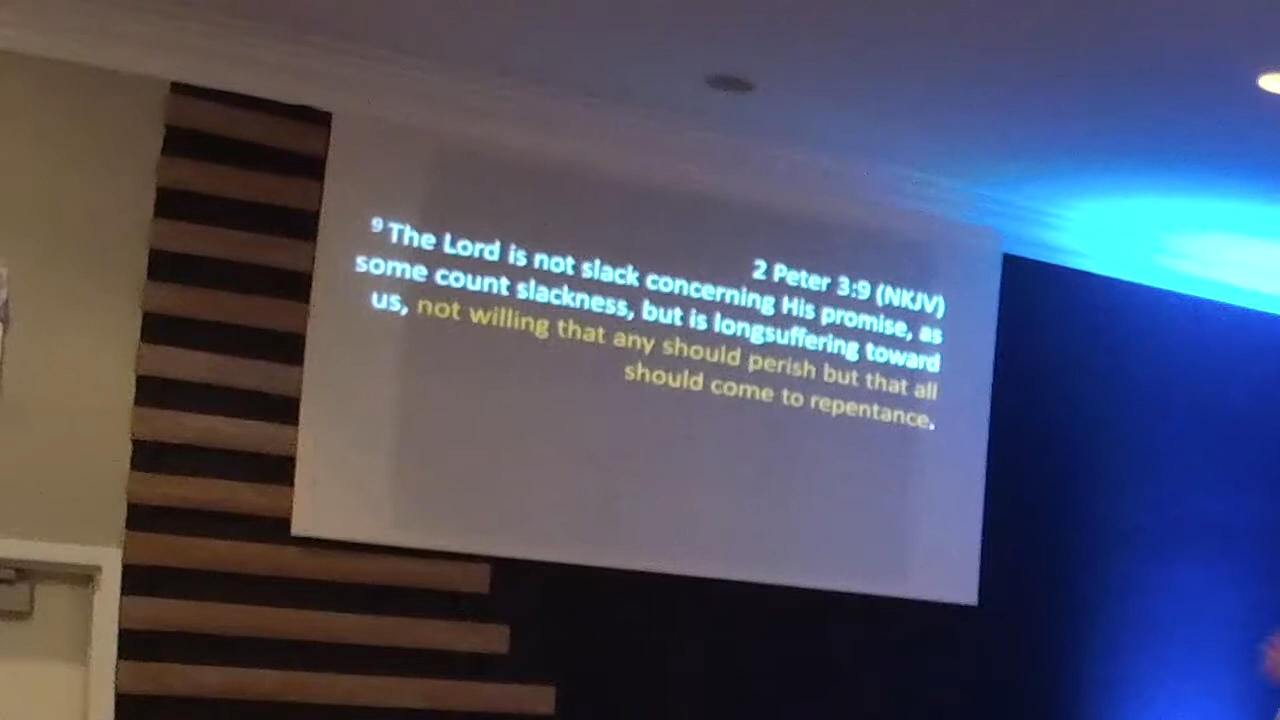 2 Peter 3:9 (NKJV)
9 The Lord is not slack concerning His promise, as
some count slackness, but is longsuffering toward
us, not willing that any should perish but that all
should come to repentance.